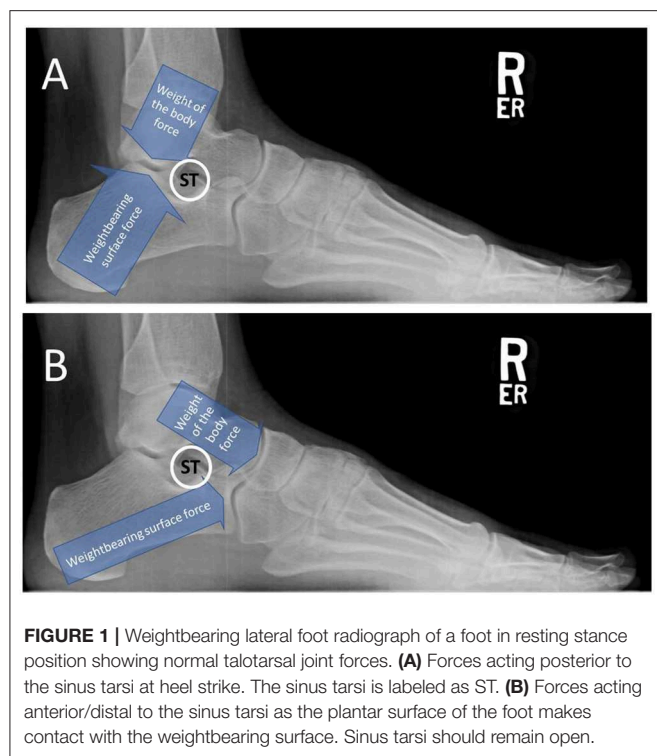 A
Weight of
the body
force
R
ER
ST
Weightbearing
surface force
B
R
ER
Weight
of the
body
force
ST
Weightbearing surface force
FIGURE 1 | Weightbearing lateral foot radiograph of a foot in resting stance
position showing normal talotarsal joint forces. (A) Forces acting posterior to
the sinus tarsi at heel strike. The sinus tarsi is labeled as ST. (B) Forces acting
anterior/distal to the sinus tarsi as the plantar surface of the foot makes
contact with the weightbearing surface. Sinus tarsi should remain open.